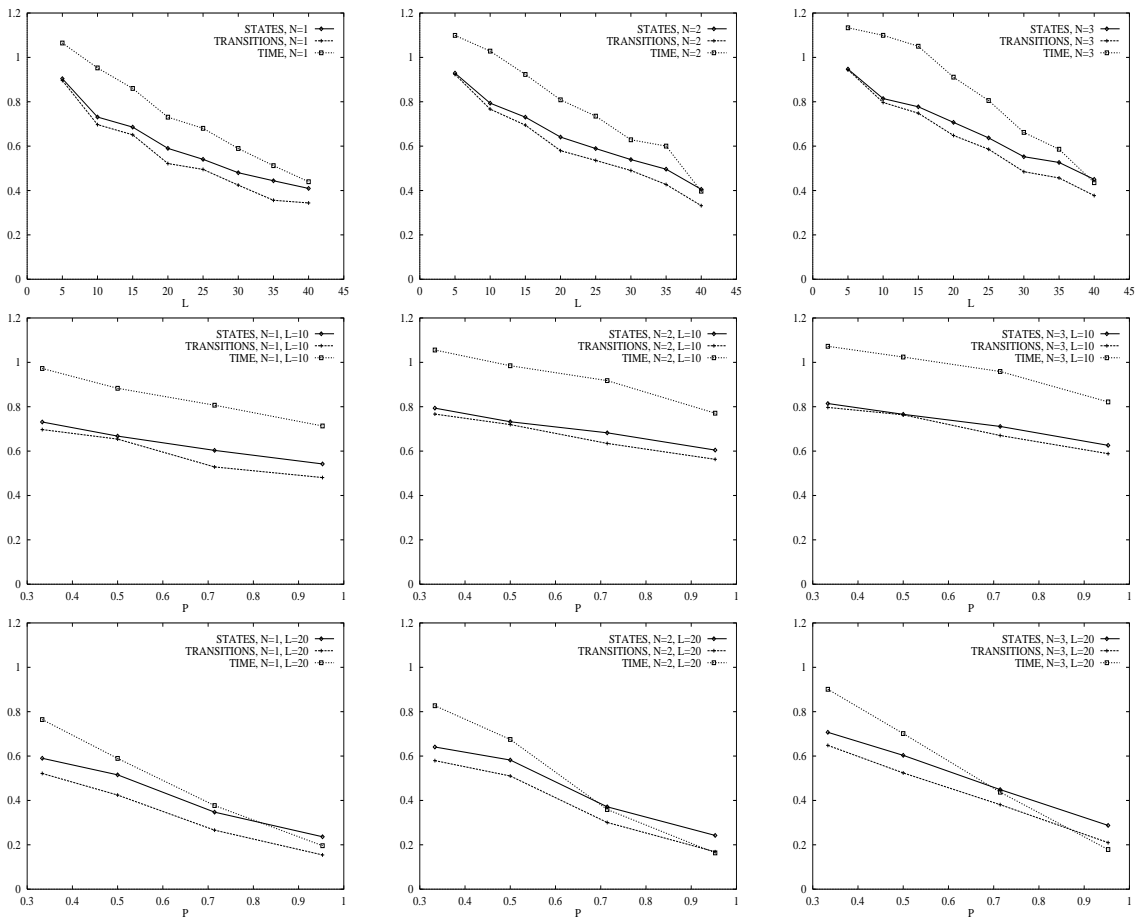 STATES, N=1
TRANSITIONS, N=1
TIME, N=1
1.2
1
0.8
0.6
0.4
0.2
0
0 5 10 15 20 25 30 35 40 45
L
STATES, N=2
TRANSITIONS, N=2
TIME, N=2
1.2
1
0.8
0.6
0.4
0.2
0
0 5 10 15 20 25 30 35 40 45
L
STATES, N=3
TRANSITIONS, N=3
TIME, N=3
1.2
1
0.8
0.6
0.4
0.2
0
0 5 10 15 20 25 30 35 40 45
L
STATES, N=1, L=10
TRANSITIONS, N=1, L=10
TIME, N=1, L=10
1.2
1
0.8
0.6
0.4
0.2
0
0.3 0.5 0.7 0.9 1
P
STATES, N=2, L=10
TRANSITIONS, N=2, L=10
TIME, N=2, L=10
1.2
1
0.8
0.6
0.4
0.2
0
0.3 0.5 0.7 0.9 1
P
STATES, N=3, L=10
TRANSITIONS, N=3, L=10
TIME, N=3, L=10
1.2
1
0.8
0.6
0.4
0.2
0
0.3 0.4 0.5 0.6 0.7 0.8 0.9 1
P
STATES, N=1, L=20
TRANSITIONS, N=1, L=20
TIME, N=1, L=20
1.2
1
0.8
0.6
0.4
0.2
0
0.3 0.4 0.5 0.6 0.7 0.8 0.9 1
P
STATES, N=2, L=20
TRANSITIONS, N=2, L=20
TIME, N=2, L=20
1.2
1
0.8
0.6
0.4
0.2
0
0.3 0.4 0.5 0.6 0.7 0.8 0.9 1
P
STATES, N=3, L=20
TRANSITIONS, N=3, L=20
TIME, N=3, L=20
1.2
1
0.8
0.6
0.4
0.2
0
0.3 0.4 0.5 0.6 0.7 0.8 0.9 1
P